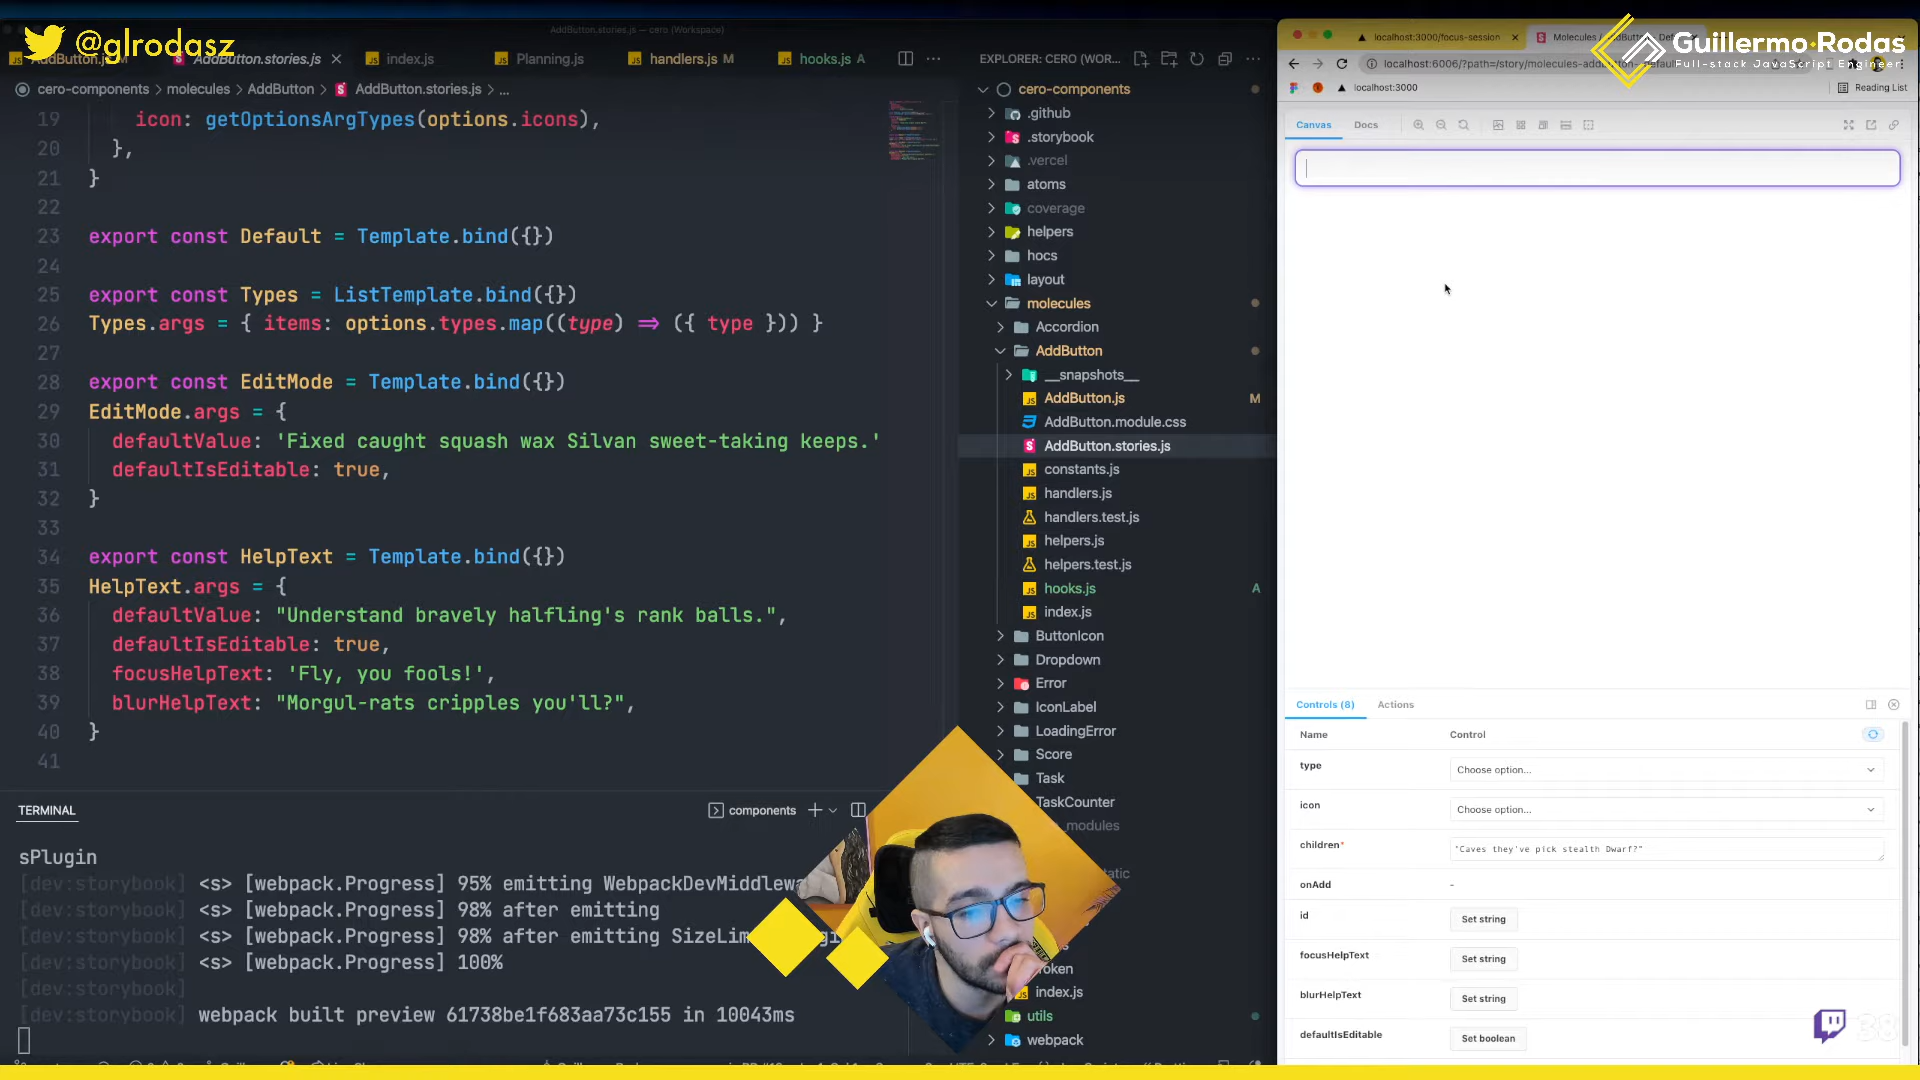 @glrodasz
AddButton.stories.js — cero (Workspace)
AddButton.stories.js
index.js
Planning.js
handlers.js M
hooks.js A
cero-components > molecules > AddButton > AddButton.stories.js > ...
19 icon: getOptionsArgTypes(options.icons),
20 },
21 }
22
23 export const Default = Template.bind({})
24
25 export const Types = ListTemplate.bind({})
26 Types.args = { items: options.types.map((type) => ({ type })) }
27
28 export const EditMode = Template.bind({})
29 EditMode.args = {
30 defaultValue: 'Fixed caught squash wax Silvan sweet-taking keeps.'
31 defaultIsEditable: true,
32 }
33
34 export const HelpText = Template.bind({})
35 HelpText.args = {
36 defaultValue: "Understand bravely halfling's rank balls.",
37 defaultIsEditable: true,
38 focusHelpText: 'Fly, you fools!',
39 blurHelpText: "Morgul-rats cripples you'll?",
40 }
41
TERMINAL
components
sPlugin
[dev:storybook] <s> [webpack.Progress] 95% emitting WebpackDevMiddlewa
[dev:storybook] <s> [webpack.Progress] 98% after emitting
[dev:storybook] <s> [webpack.Progress] 98% after emitting SizeLim
[dev:storybook] <s> [webpack.Progress] 100%
[dev:storybook]
[dev:storybook] webpack built preview 61738be1f683aa73c155 in 10043ms
EXPLORER: CERO (WOR...
cero-components
.github
.storybook
.vercel
atoms
coverage
helpers
hocs
layout
molecules
Accordion
AddButton
__snapshots__
AddButton.js M
AddButton.module.css
AddButton.stories.js
constants.js
handlers.js
handlers.test.js
helpers.js
helpers.test.js
hooks.js A
index.js
ButtonIcon
Dropdown
Error
IconLabel
LoadingError
Score
Task
TaskCounter
_modules
index.js
utils
webpack
localhost:3000/focus-session
localhost:6006/?path=/story/molecules-addbutton--default
localhost:3000
Reading List
Guillermo Rodas
Full-stack JavaScript Engineer
Canvas
Docs
Controls (8)
Actions
Name Control
type Choose option...
icon Choose option...
children* "Caves they've pick stealth Dwarf?"
onAdd -
id Set string
focusHelpText Set string
blurHelpText Set string
defaultIsEditable Set boolean